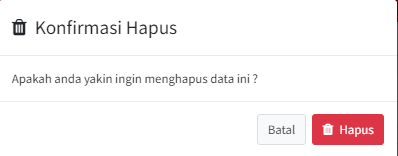 Konfirmasi Hapus
Apakah anda yakin ingin menghapus data ini ?
Batal
Hapus